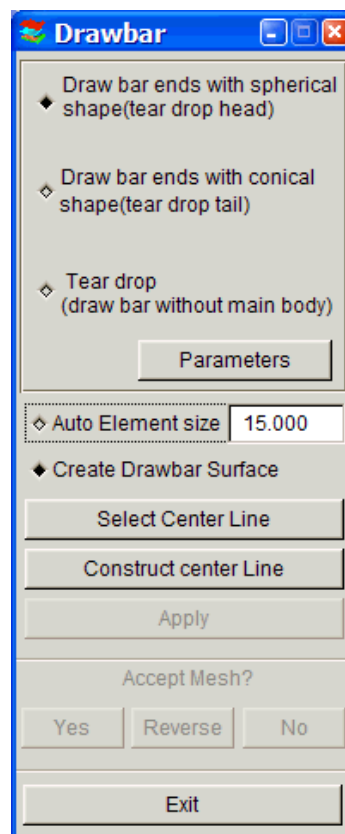 Drawbar
Draw bar ends with spherical
shape(tear drop head)
Draw bar ends with conical
shape(tear drop tail)
Tear drop
(draw bar without main body)
Parameters
Auto Element size 15.000
Create Drawbar Surface
Select Center Line
Construct center Line
Apply
Accept Mesh?
Yes Reverse No
Exit